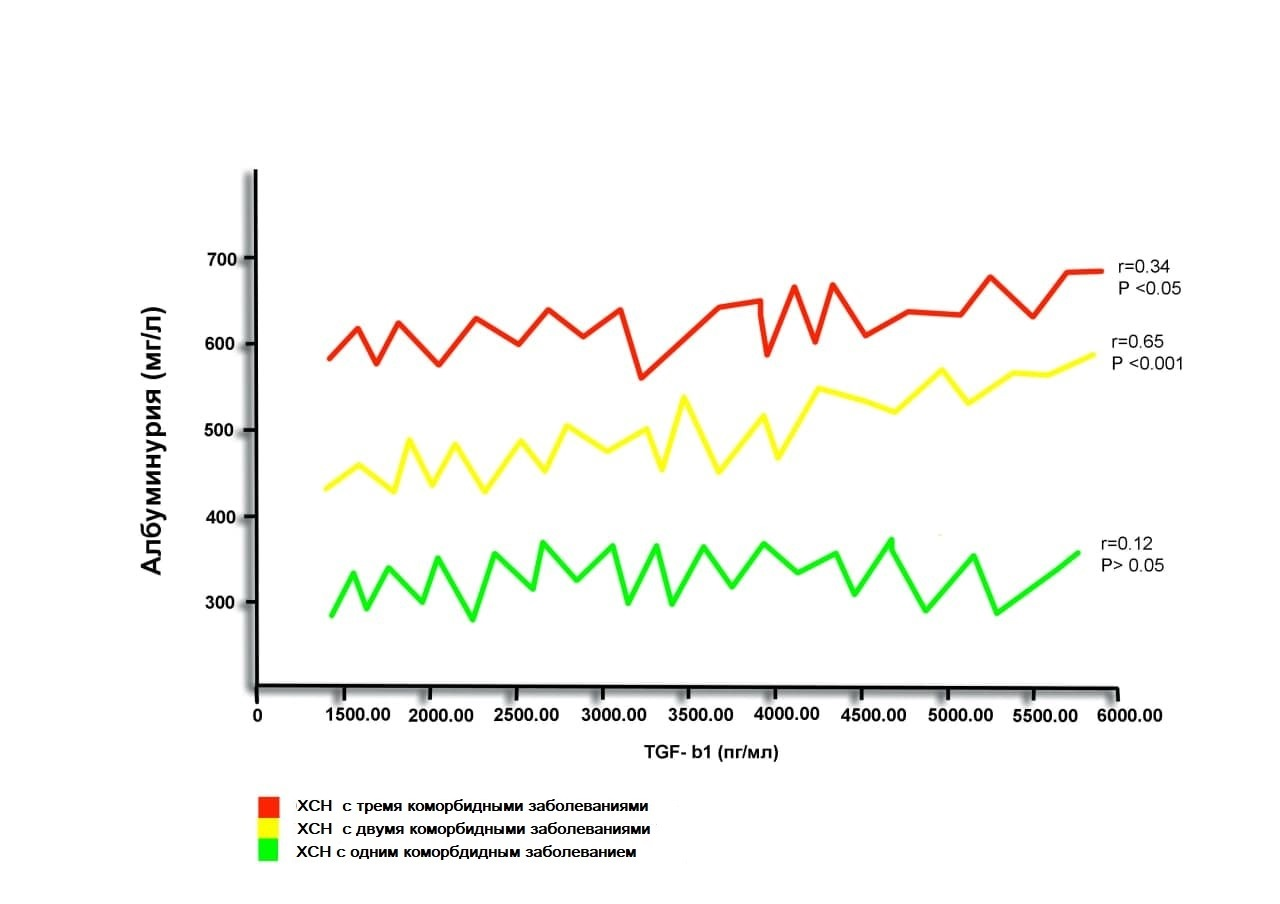 700
600
500
400
300
Албуминурия (мг/л)
r=0.34
P <0.05
r=0.65
P <0.001
r=0.12
P> 0.05
0 1500.00 2000.00 2500.00 3000.00 3500.00 4000.00 4500.00 5000.00 5500.00 6000.00
TGF- b1 (пг/мл)
ХСН с тремя коморбидными заболеваниями
ХСН с двумя коморбидными заболеваниями
ХСН с одним коморбдидным заболеванием